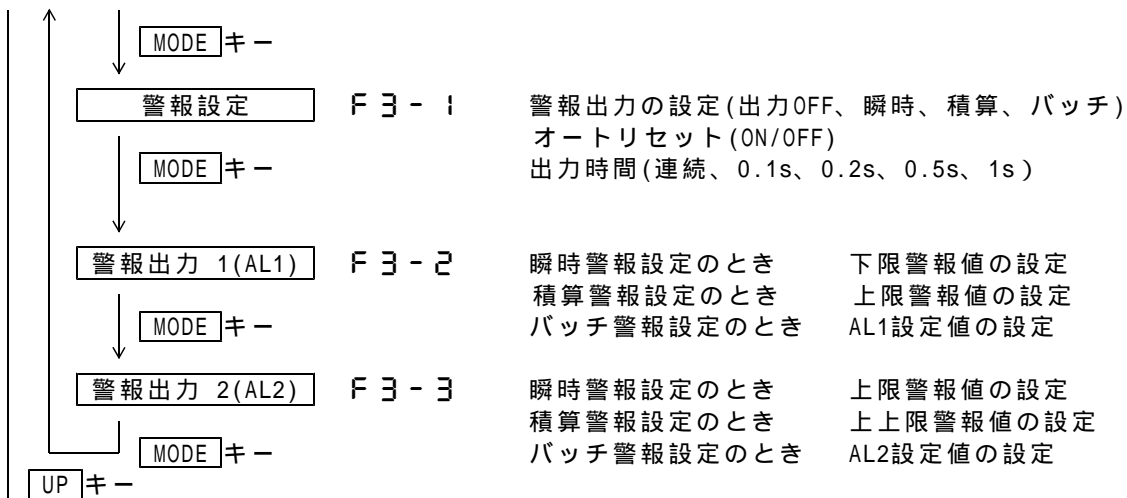 MODE キー
警報設定 F3-1 警報出力の設定(出力OFF、瞬時、積算、バッチ)
オートリセット(ON/OFF)
MODE キー 出力時間(連続、0.1s、0.2s、0.5s、1s)
警報出力 1(AL1) F3-2 瞬時警報設定のとき 下限警報値の設定
積算警報設定のとき 上限警報値の設定
MODE キー バッチ警報設定のとき AL1設定値の設定
警報出力 2(AL2) F3-3 瞬時警報設定のとき 上限警報値の設定
積算警報設定のとき 上上限警報値の設定
MODE キー バッチ警報設定のとき AL2設定値の設定
UP キー